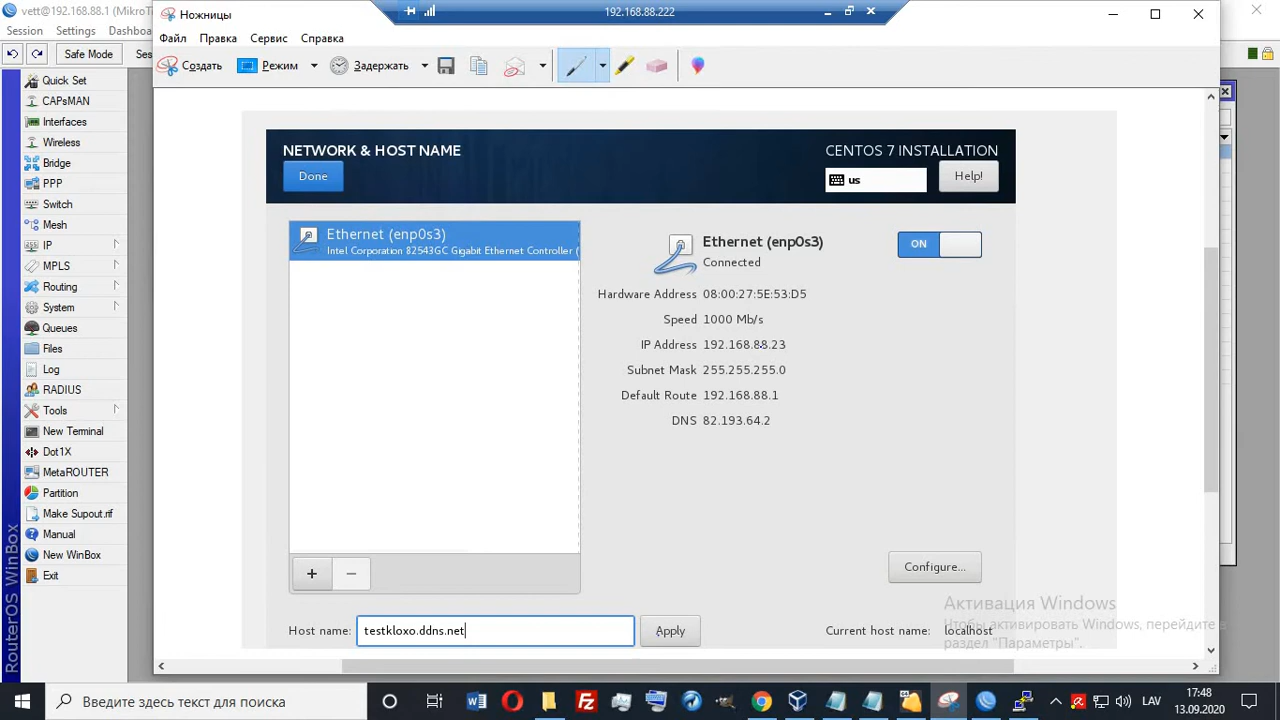 vett@192.168.88.1 (MikroTi
Session Settings Dashboa
Safe Mode Ses
Quick Set
CAPsMAN
Interfaces
Wireless
Bridge
PPP
Switch
Mesh
IP
MPLS
Routing
System
Queues
Files
Log
RADIUS
Tools
New Terminal
Dot1X
MetaROUTER
Partition
Make Supout.rif
Manual
New WinBox
Exit
RouterOS WinBox
192.168.88.222
Ножницы
Файл Правка Сервис Справка
Создать Режим Задержать
NETWORK & HOST NAME
Done
CENTOS 7 INSTALLATION
us
Help!
Ethernet (enp0s3)
Intel Corporation 82543GC Gigabit Ethernet Controller (
Ethernet (enp0s3)
Connected
ON
Hardware Address 08:00:27:5E:53:D5
Speed 1000 Mb/s
IP Address 192.168.88.23
Subnet Mask 255.255.255.0
Default Route 192.168.88.1
DNS 82.193.64.2
+ −
Configure...
Host name: testkloxo.ddns.net Apply
Current host name: localhost
Активация Windows
Чтобы активировать Windows, перейдите в
раздел "Параметры".
Введите здесь текст для поиска
LAV
17:48
13.09.2020